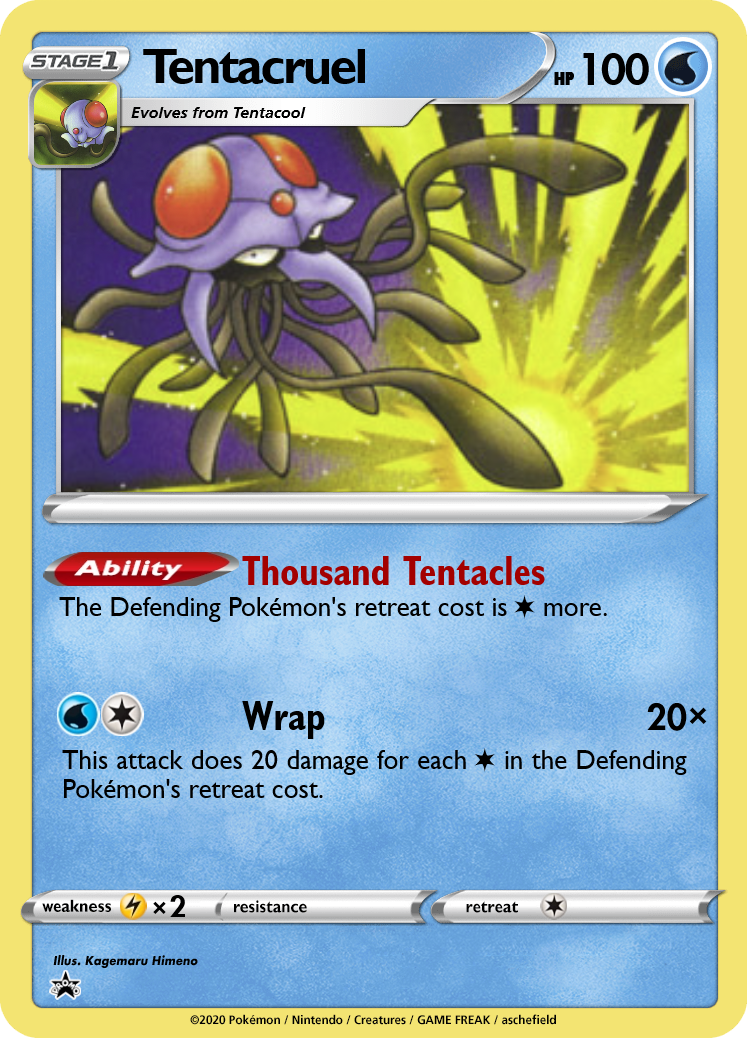 STAGE1 Tentacruel HP 100
Evolves from Tentacool
Ability Thousand Tentacles
The Defending Pokémon's retreat cost is ✶ more.
Wrap 20×
This attack does 20 damage for each ✶ in the Defending
Pokémon's retreat cost.
weakness ×2 resistance retreat
Illus. Kagemaru Himeno
PROMO
©2020 Pokémon / Nintendo / Creatures / GAME FREAK / aschefield